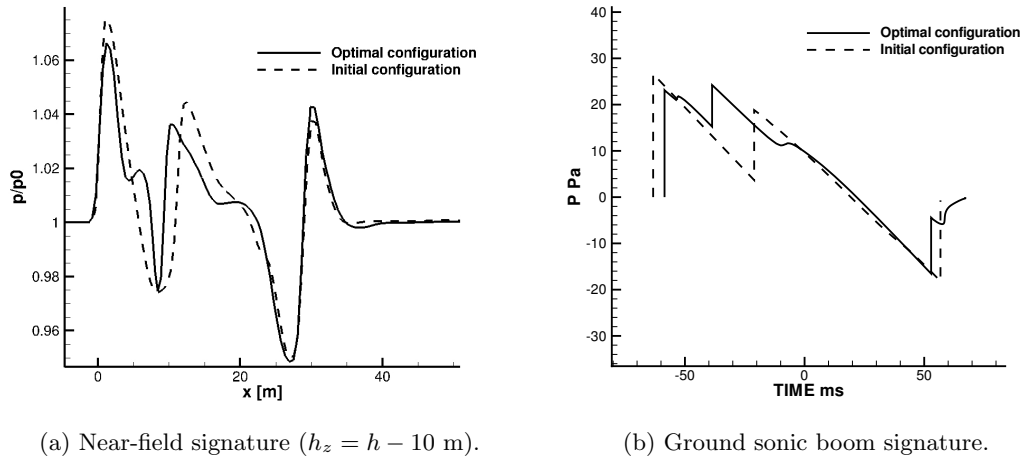 1.06
1.04
1.02
1
0.98
0.96
p/p0
Optimal configuration
Initial configuration
0
20
40
x [m]
(a) Near-field signature (h_z = h − 10 m).
40
30
20
10
0
-10
-20
-30
P Pa
Optimal configuration
Initial configuration
-50
0
50
TIME ms
(b) Ground sonic boom signature.